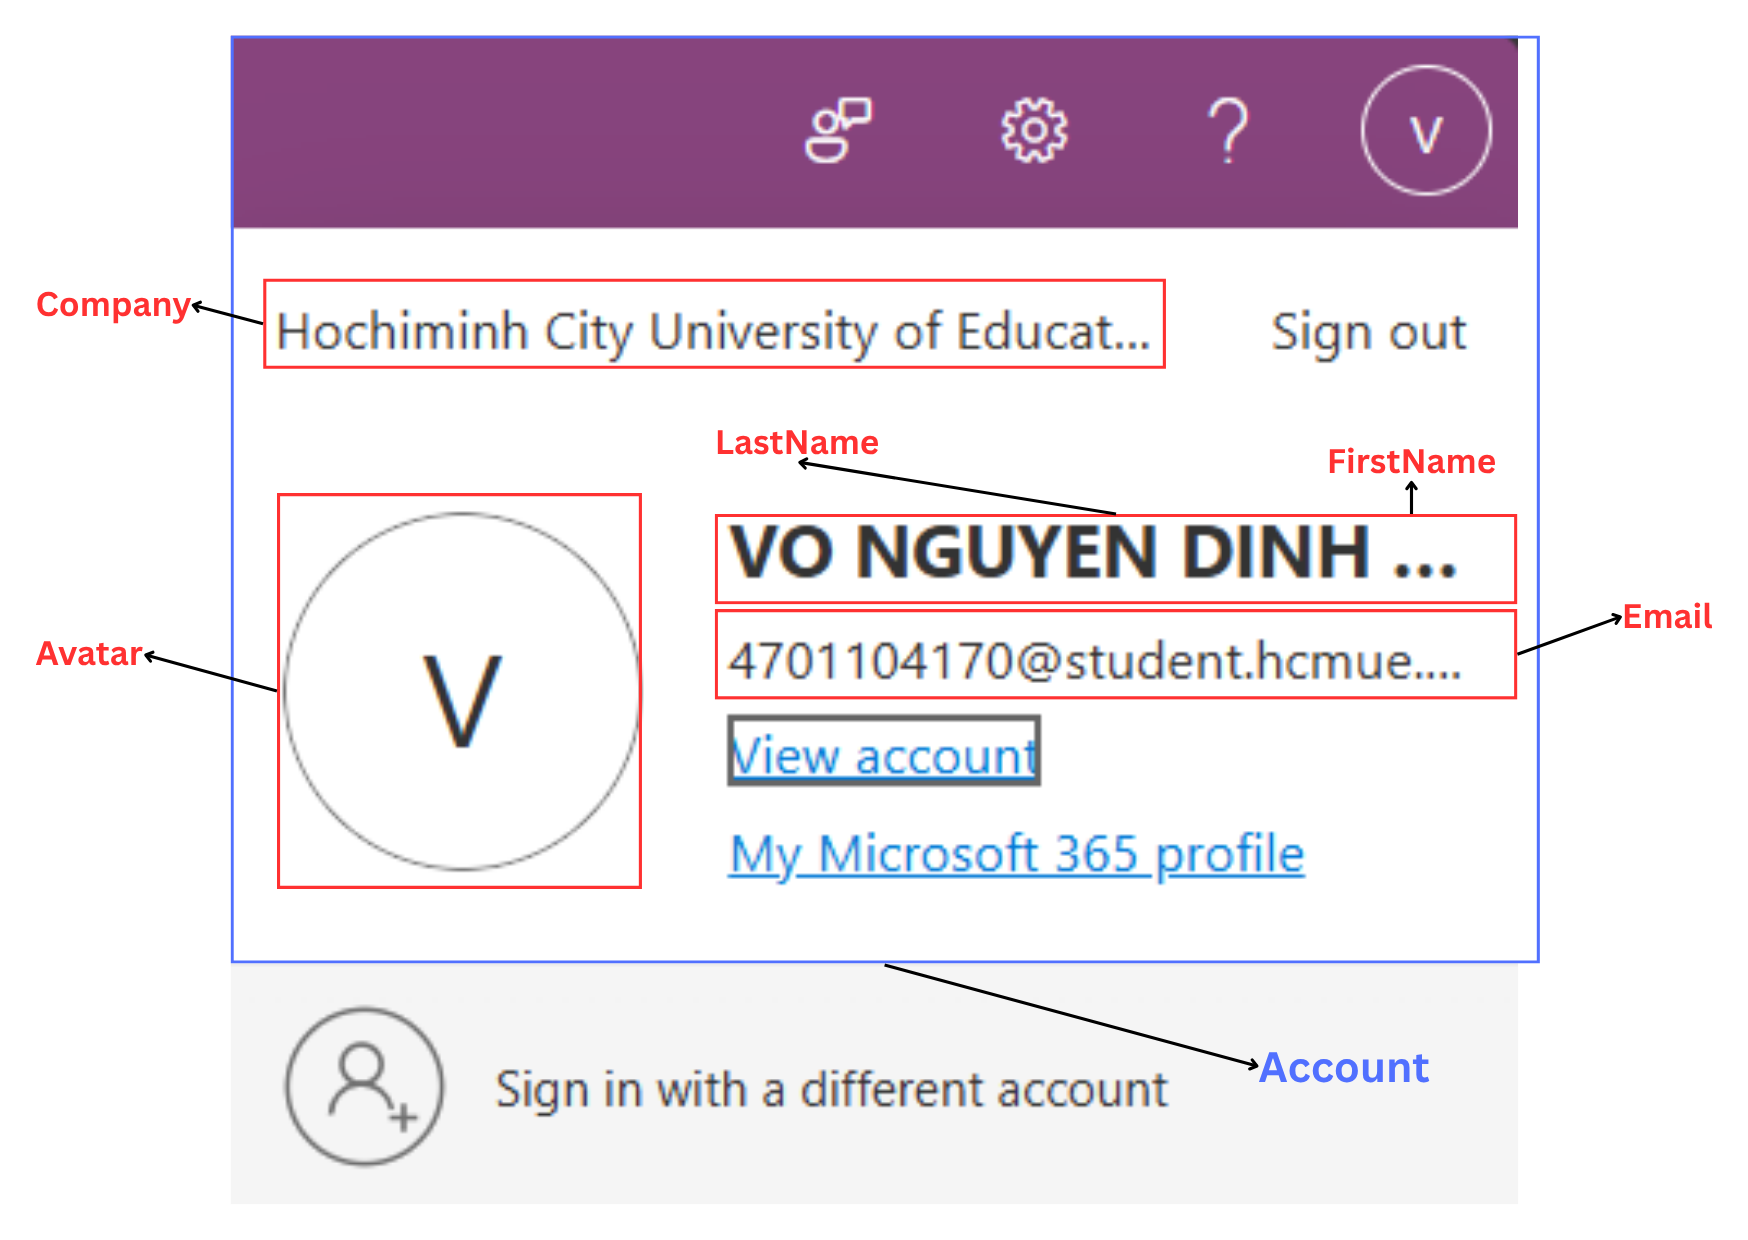 V
Company
Hochiminh City University of Educat...
Sign out
LastName
FirstName
VO NGUYEN DINH ...
4701104170@student.hcmue....
Email
Avatar
V
View account
My Microsoft 365 profile
Account
Sign in with a different account